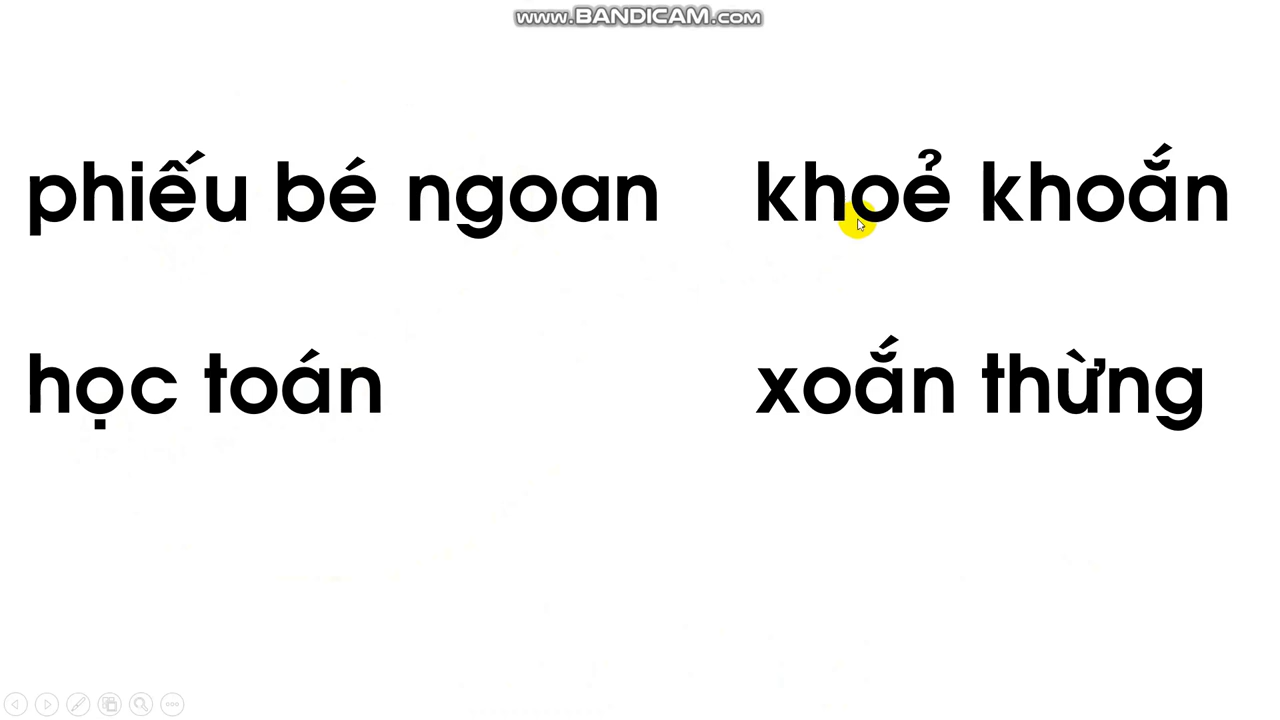 www.BANDICAM.com
phiếu bé ngoan
khoẻ khoắn
học toán
xoắn thừng